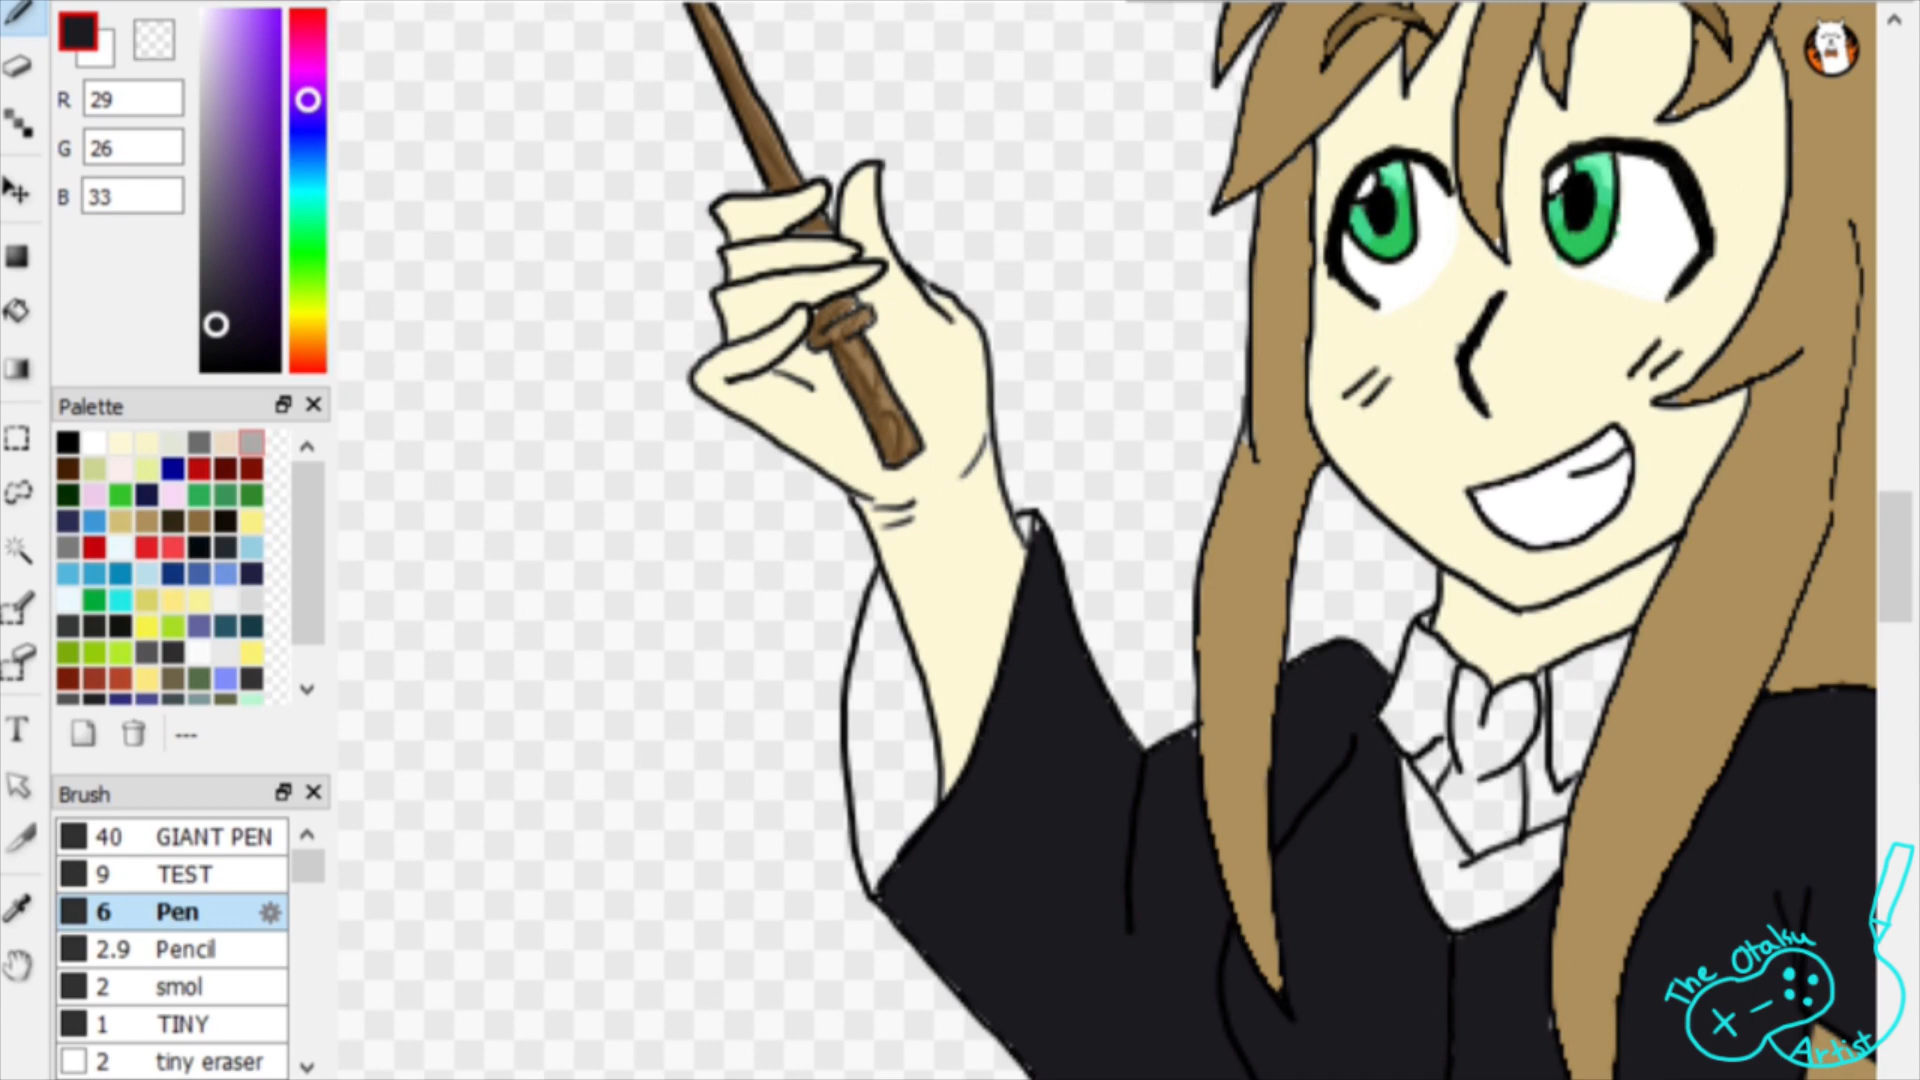 R 29
G 26
B 33
Palette
Brush
40 GIANT PEN
9 TEST
6 Pen
2.9 Pencil
2 smol
1 TINY
2 tiny eraser
T
The Otaku
Artist